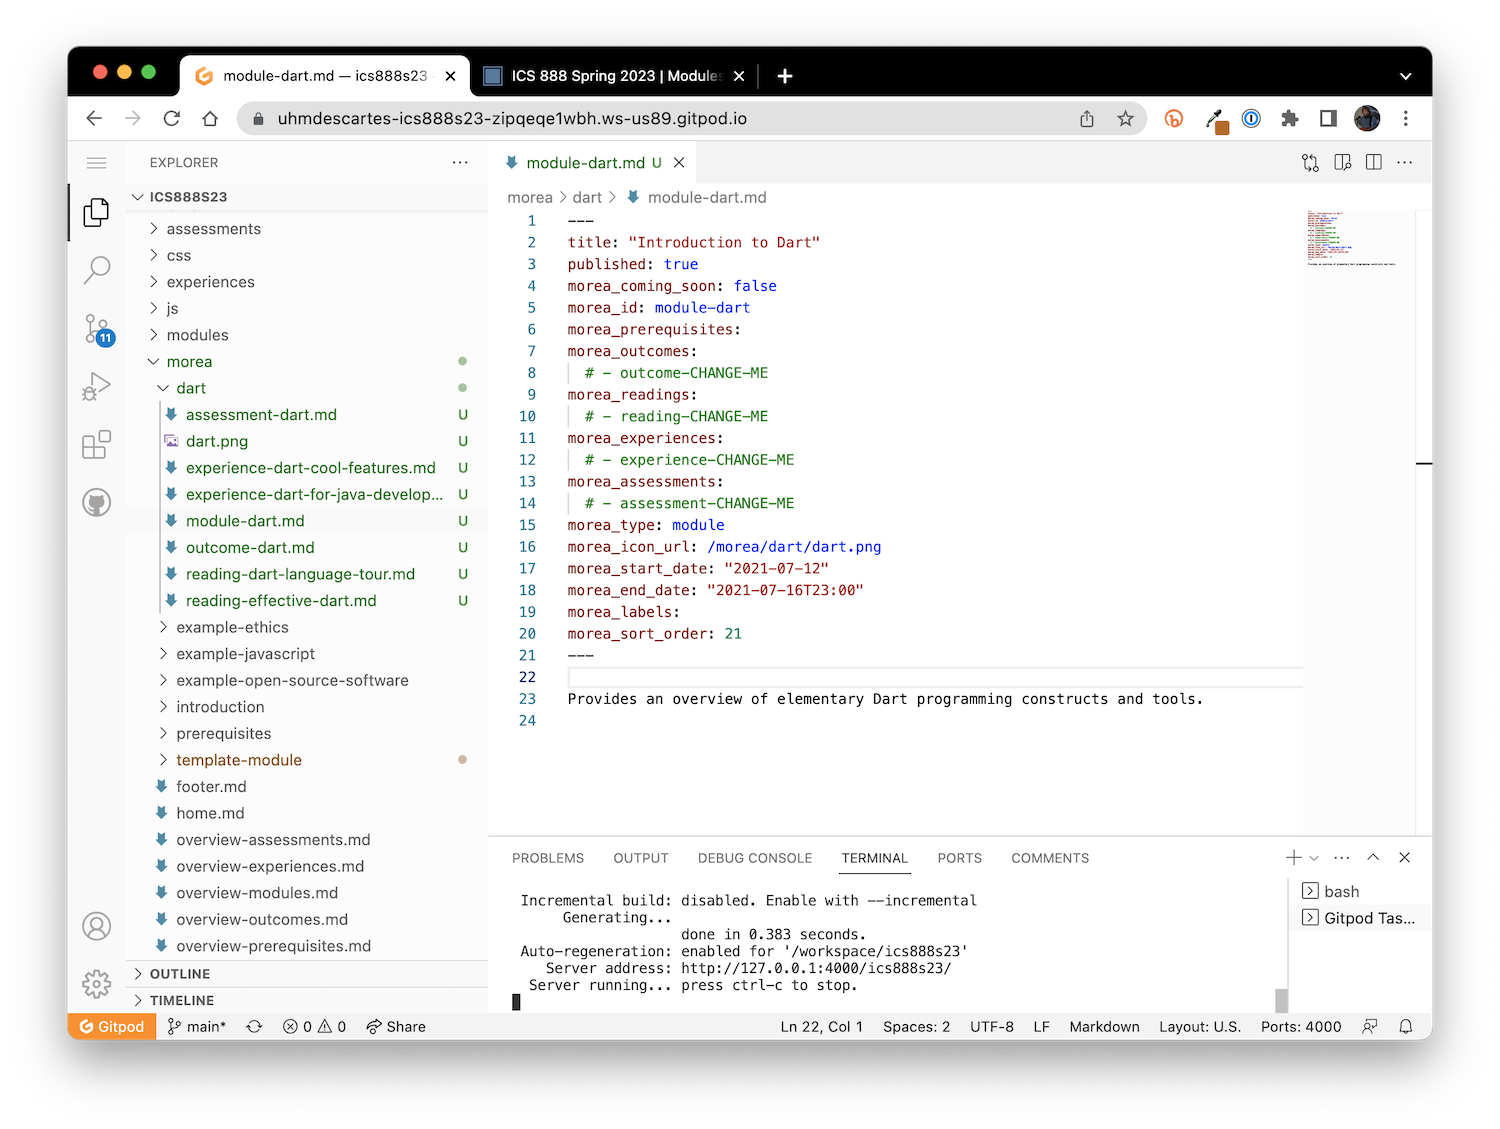 module-dart.md — ics888s23
ICS 888 Spring 2023 | Modules
uhmdescartes-ics888s23-zipqeqe1wbh.ws-us89.gitpod.io
EXPLORER
ICS888S23
assessments
css
experiences
js
modules
11
morea
dart
assessment-dart.md U
dart.png U
experience-dart-cool-features.md U
experience-dart-for-java-develop... U
module-dart.md U
outcome-dart.md U
reading-dart-language-tour.md U
reading-effective-dart.md U
example-ethics
example-javascript
example-open-source-software
introduction
prerequisites
template-module
footer.md
home.md
overview-assessments.md
overview-experiences.md
overview-modules.md
overview-outcomes.md
overview-prerequisites.md
OUTLINE
TIMELINE
module-dart.md U
morea > dart > module-dart.md
1 ---
2 title: "Introduction to Dart"
3 published: true
4 morea_coming_soon: false
5 morea_id: module-dart
6 morea_prerequisites:
7 morea_outcomes:
8 # - outcome-CHANGE-ME
9 morea_readings:
10 # - reading-CHANGE-ME
11 morea_experiences:
12 # - experience-CHANGE-ME
13 morea_assessments:
14 # - assessment-CHANGE-ME
15 morea_type: module
16 morea_icon_url: /morea/dart/dart.png
17 morea_start_date: "2021-07-12"
18 morea_end_date: "2021-07-16T23:00"
19 morea_labels:
20 morea_sort_order: 21
21 ---
22
23 Provides an overview of elementary Dart programming constructs and tools.
24
PROBLEMS OUTPUT DEBUG CONSOLE TERMINAL PORTS COMMENTS
Incremental build: disabled. Enable with --incremental
Generating...
done in 0.383 seconds.
Auto-regeneration: enabled for '/workspace/ics888s23'
Server address: http://127.0.0.1:4000/ics888s23/
Server running... press ctrl-c to stop.
bash
Gitpod Tas...
Gitpod main* 0 0 Share Ln 22, Col 1 Spaces: 2 UTF-8 LF Markdown Layout: U.S. Ports: 4000